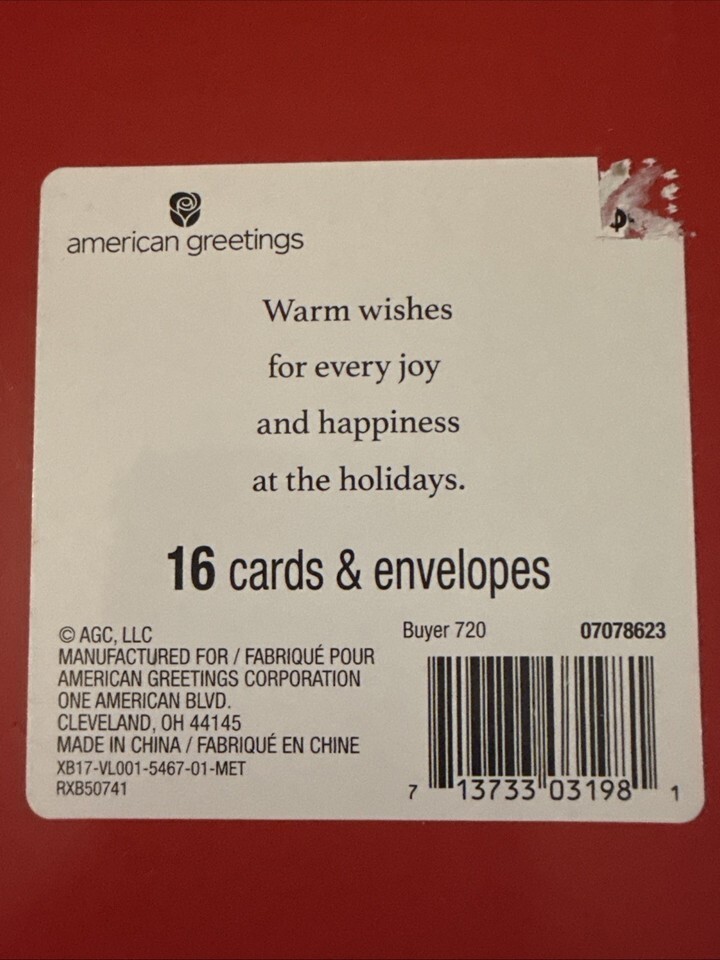 american greetings
Warm wishes
for every joy
and happiness
at the holidays.
16 cards & envelopes
© AGC, LLC
MANUFACTURED FOR / FABRIQUÉ POUR
AMERICAN GREETINGS CORPORATION
ONE AMERICAN BLVD.
CLEVELAND, OH 44145
MADE IN CHINA / FABRIQUÉ EN CHINE
XB17-VL001-5467-01-MET
RXB50741
Buyer 720 07078623
7 13733 03198 1